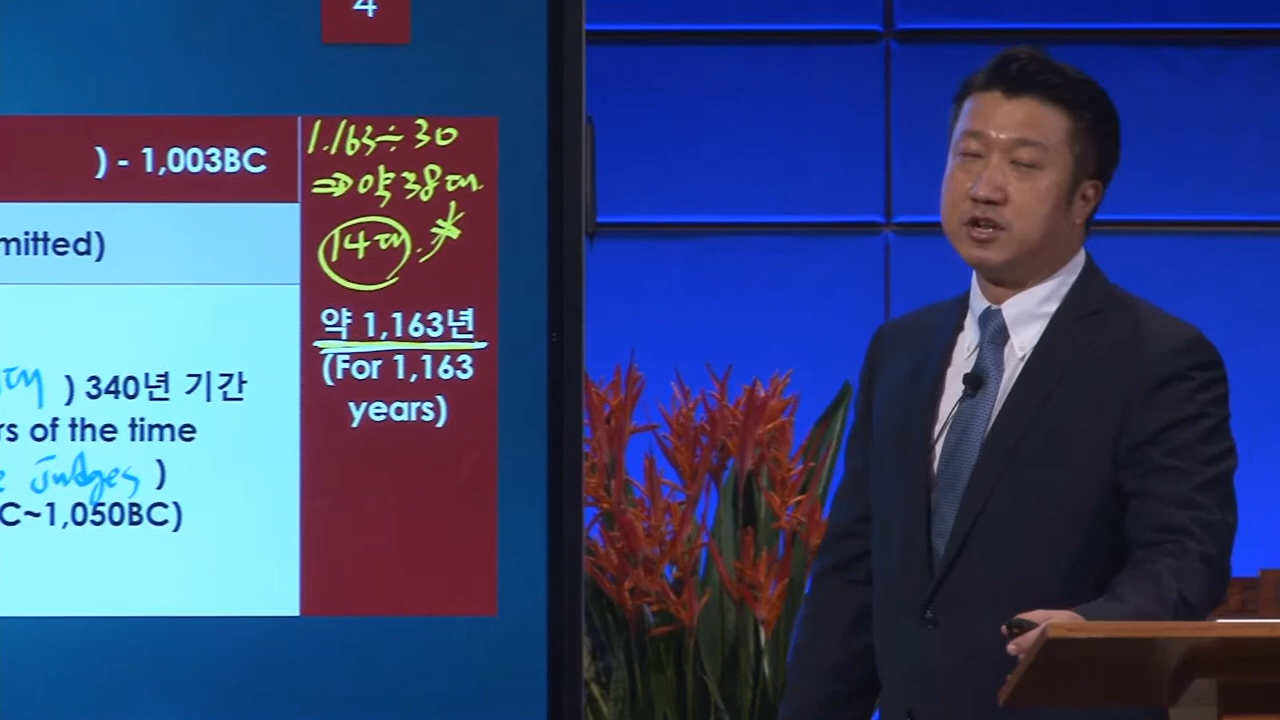 4
) - 1,003BC
1,163÷30
⇒약 38대
mitted)
14대.
약 1,163년
(For 1,163
years)
) 340년 기간
rs of the time
e Judges )
C~1,050BC)